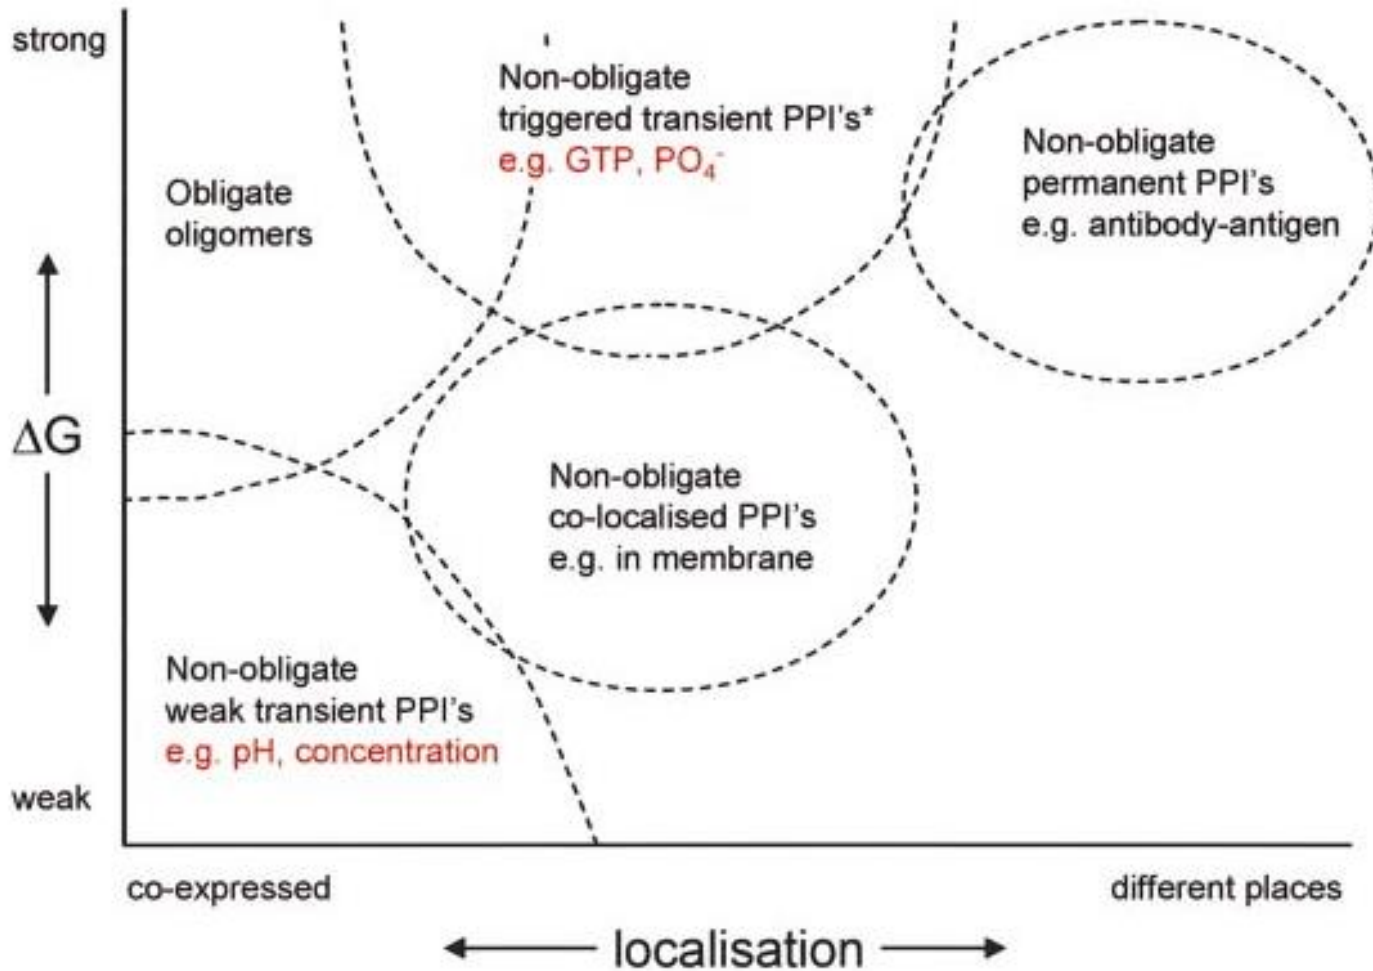 strong
Non-obligate
triggered transient PPI's*
e.g. GTP, PO₄⁻
Non-obligate
permanent PPI's
e.g. antibody-antigen
Obligate
oligomers
ΔG
Non-obligate
co-localised PPI's
e.g. in membrane
Non-obligate
weak transient PPI's
e.g. pH, concentration
weak
co-expressed
different places
localisation